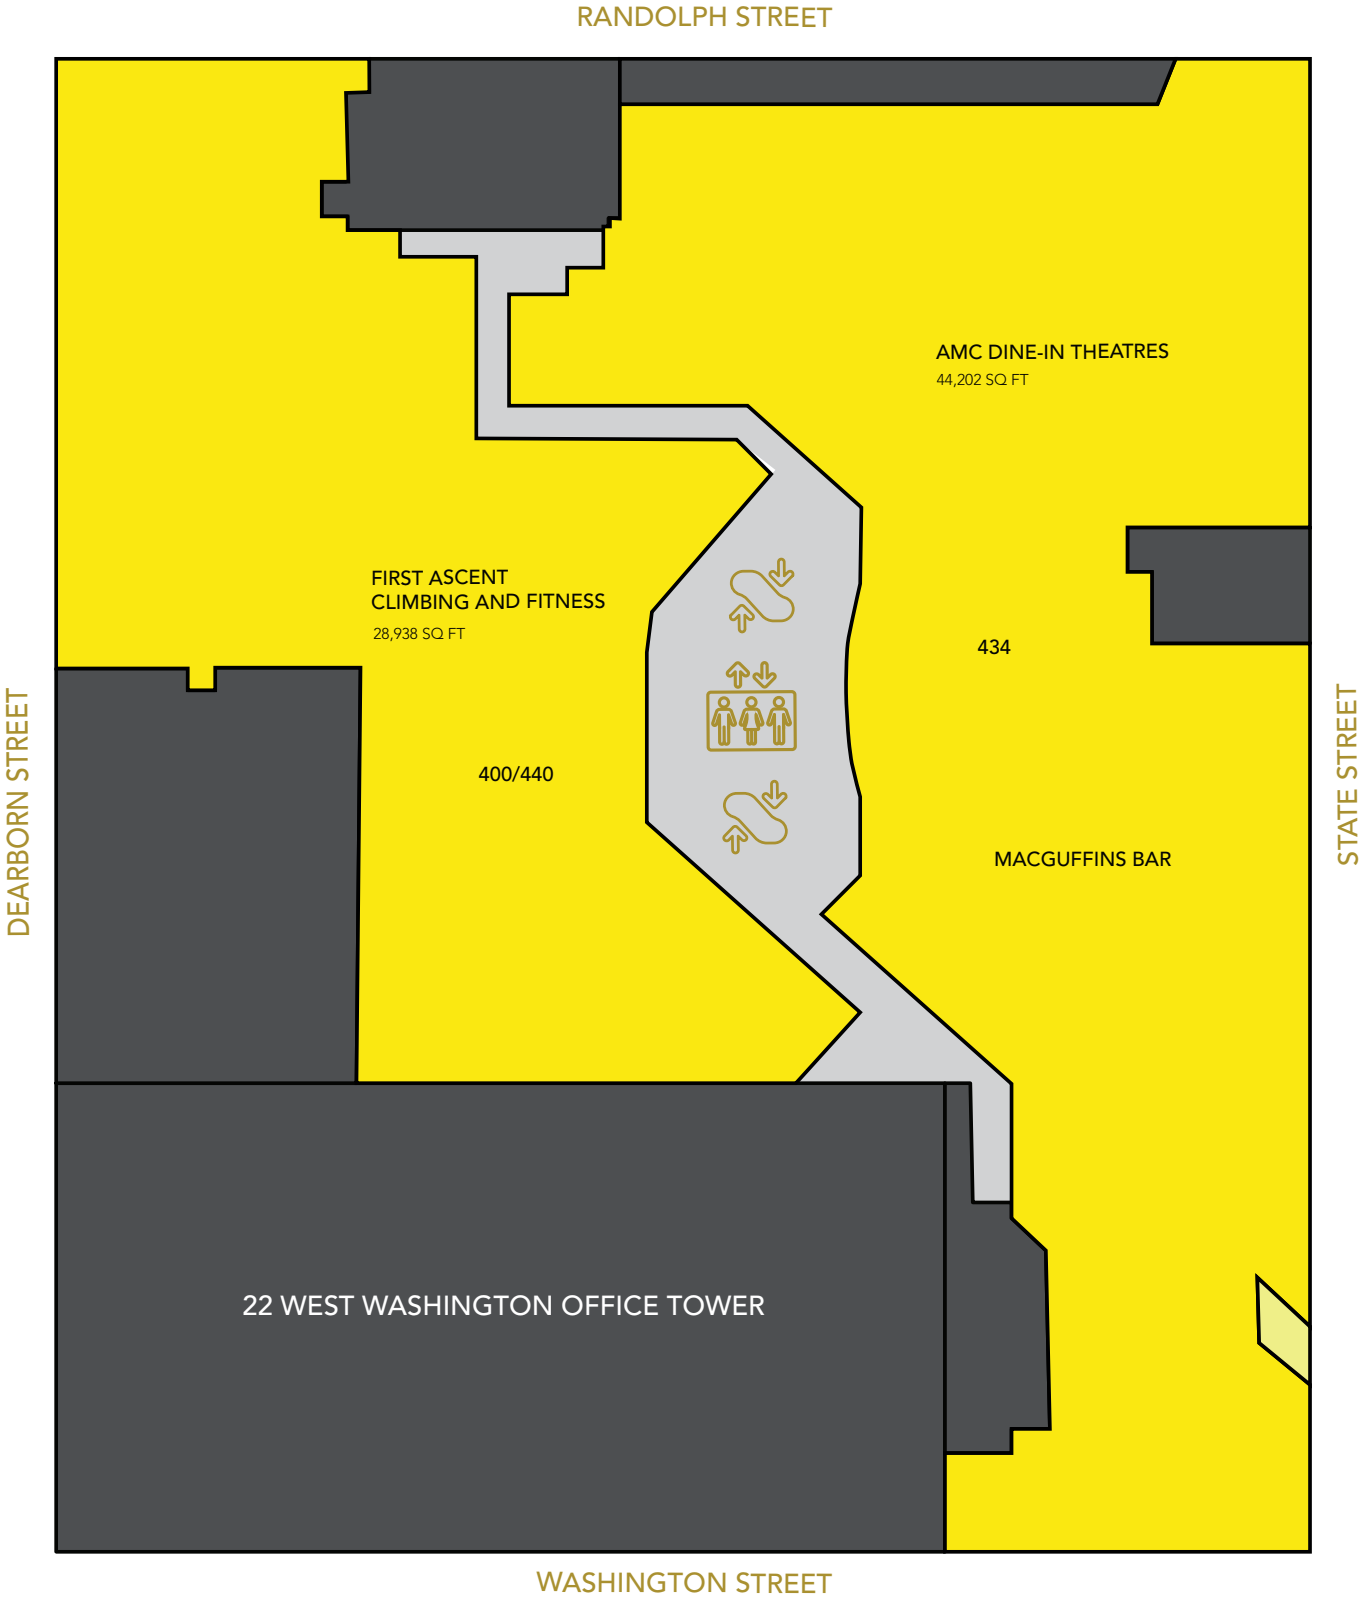 RANDOLPH STREET
AMC DINE-IN THEATRES
44,202 SQ FT
FIRST ASCENT
CLIMBING AND FITNESS
28,938 SQ FT
434
400/440
DEARBORN STREET
STATE STREET
MACGUFFINS BAR
22 WEST WASHINGTON OFFICE TOWER
WASHINGTON STREET